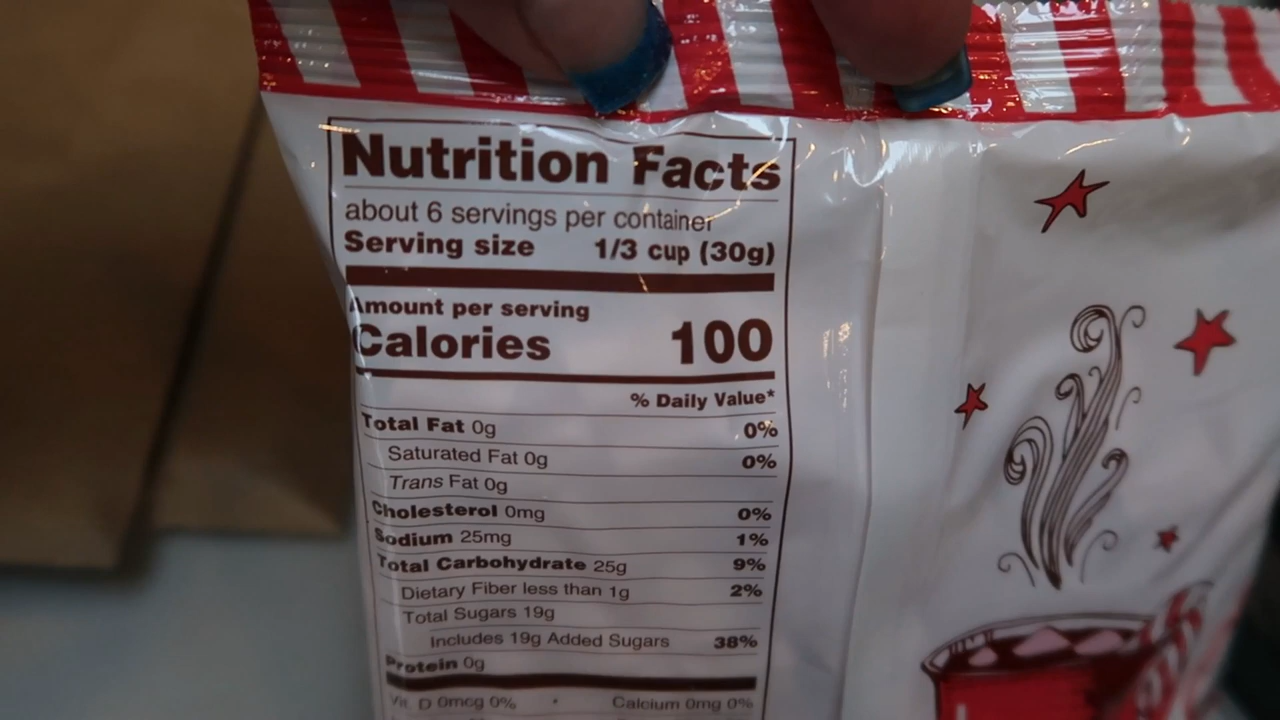 Nutrition Facts
about 6 servings per container
Serving size 1/3 cup (30g)
Amount per serving
Calories 100
% Daily Value*
Total Fat 0g 0%
Saturated Fat 0g 0%
Trans Fat 0g
Cholesterol 0mg 0%
Sodium 25mg 1%
Total Carbohydrate 25g 9%
Dietary Fiber less than 1g 2%
Total Sugars 19g
Includes 19g Added Sugars 38%
Protein 0g
Vit. D 0mcg 0% • Calcium 0mg 0%